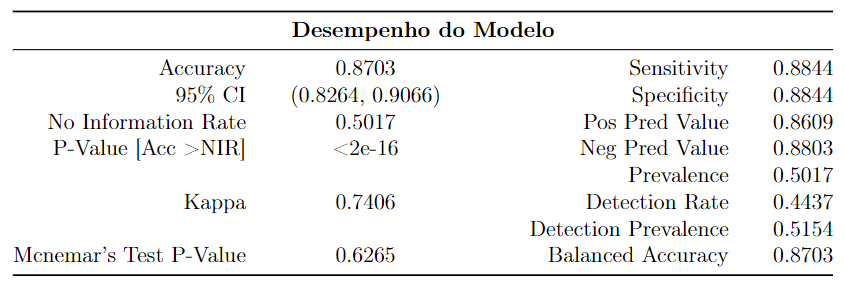 Desempenho do Modelo
Accuracy 0.8703 Sensitivity 0.8844
95% CI (0.8264, 0.9066) Specificity 0.8844
No Information Rate 0.5017 Pos Pred Value 0.8609
P-Value [Acc >NIR] <2e-16 Neg Pred Value 0.8803
Prevalence 0.5017
Kappa 0.7406 Detection Rate 0.4437
Detection Prevalence 0.5154
Mcnemar's Test P-Value 0.6265 Balanced Accuracy 0.8703